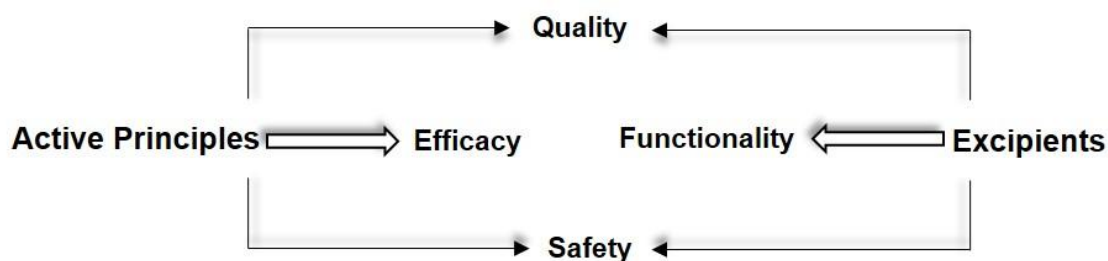 Quality
Active Principles Efficacy Functionality Excipients
Safety